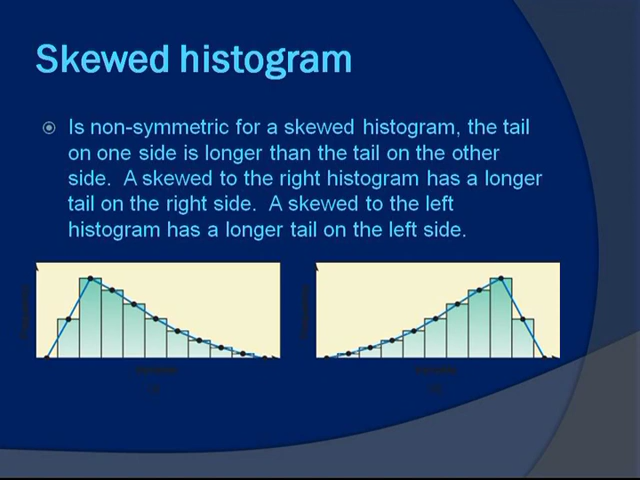 Skewed histogram
Is non-symmetric for a skewed histogram, the tail
on one side is longer than the tail on the other
side. A skewed to the right histogram has a longer
tail on the right side. A skewed to the left
histogram has a longer tail on the left side.